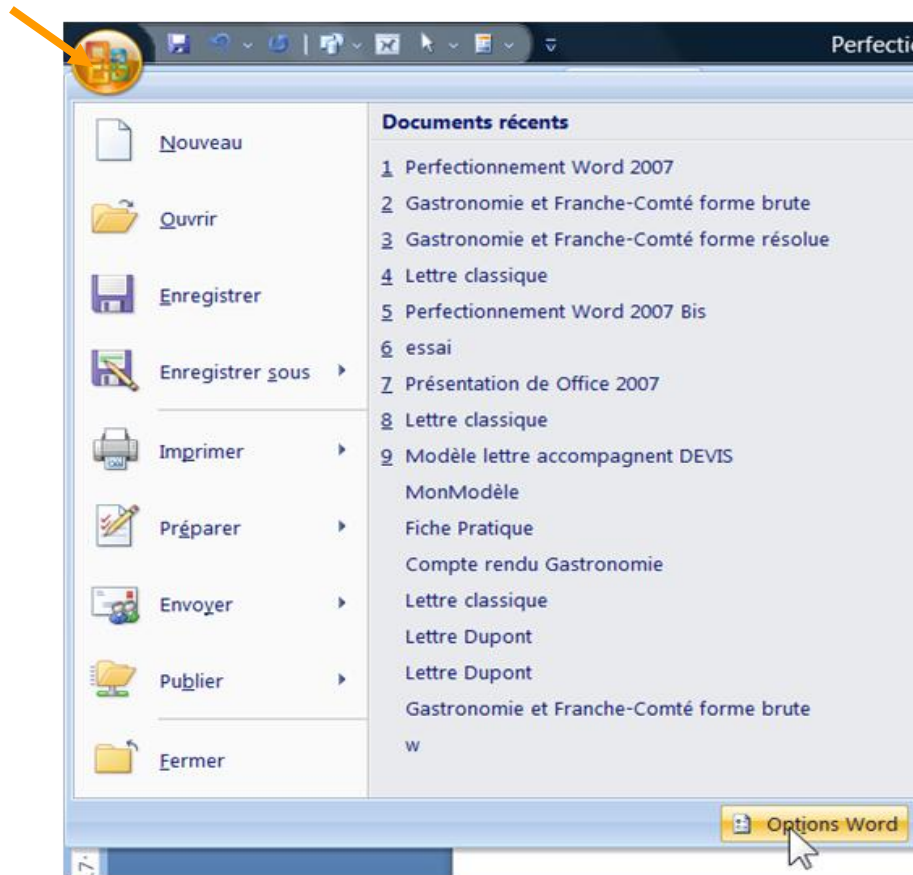 Perfecti
Nouveau
Ouvrir
Enregistrer
Enregistrer sous
Imprimer
Préparer
Envoyer
Publier
Fermer
Documents récents
1 Perfectionnement Word 2007
2 Gastronomie et Franche-Comté forme brute
3 Gastronomie et Franche-Comté forme résolue
4 Lettre classique
5 Perfectionnement Word 2007 Bis
6 essai
7 Présentation de Office 2007
8 Lettre classique
9 Modèle lettre accompagnent DEVIS
MonModèle
Fiche Pratique
Compte rendu Gastronomie
Lettre classique
Lettre Dupont
Lettre Dupont
Gastronomie et Franche-Comté forme brute
w
Options Word
17